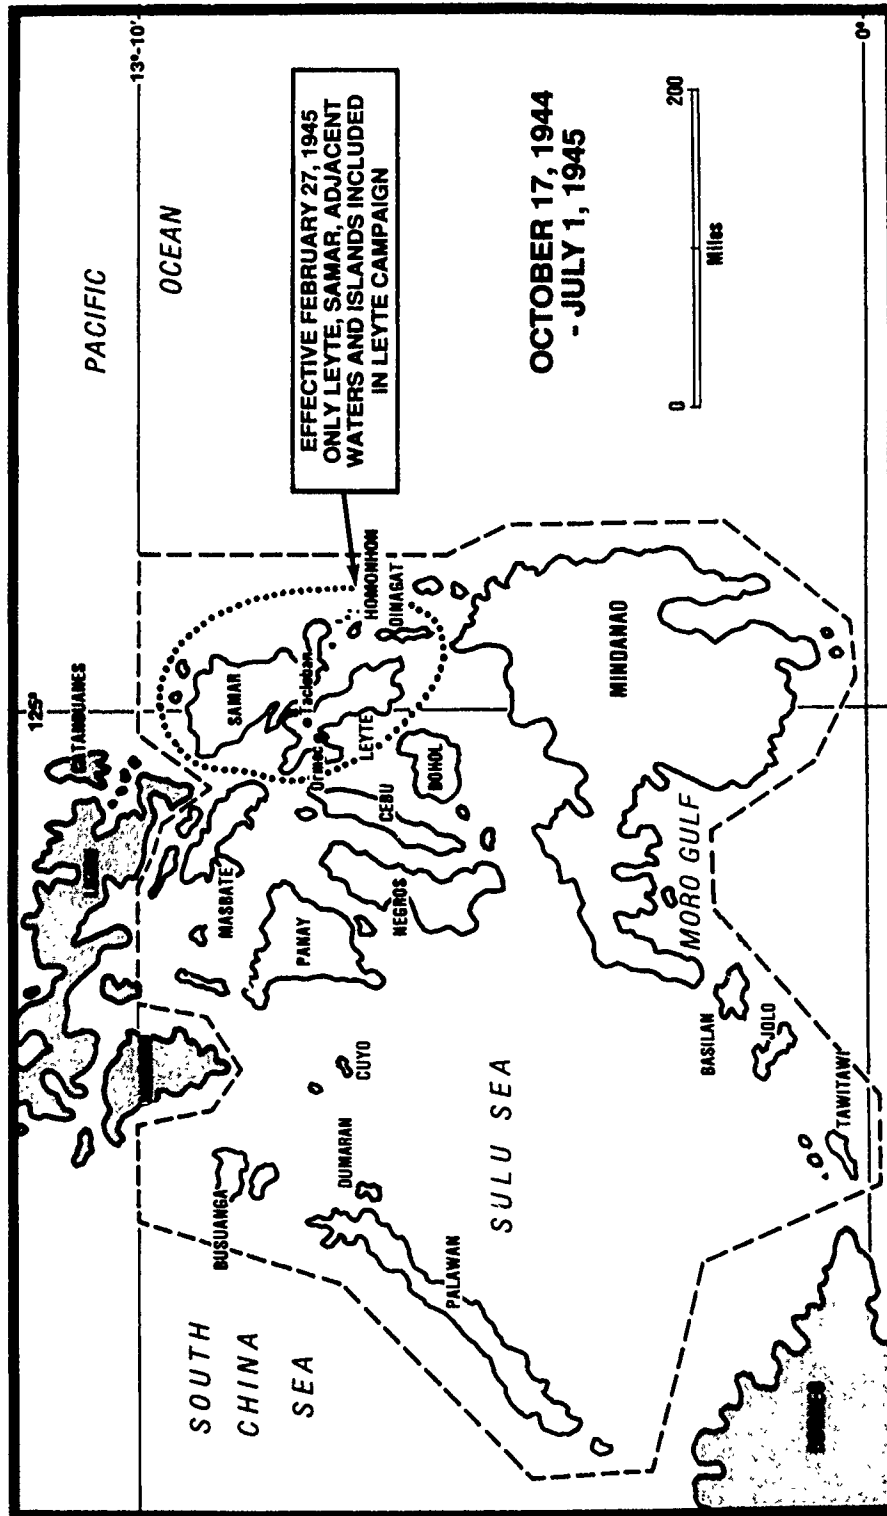 125°
CATANDUANES
PACIFIC
13°-10'
OCEAN
SOUTH
CHINA
SEA
BUSUANGA
MASBATE
SAMAR
PANAY
Tacloban
Ormoc
EFFECTIVE FEBRUARY 27, 1945
ONLY LEYTE, SAMAR, ADJACENT
WATERS AND ISLANDS INCLUDED
IN LEYTE CAMPAIGN
DUMARAN
CUYO
LEYTE
HOMONHON
CEBU
DINAGAT
NEGROS
BOHOL
PALAWAN
SULU SEA
OCTOBER 17, 1944
- JULY 1, 1945
MINDANAO
0 200
Miles
MORO GULF
BASILAN
JOLO
TAWITAWI
0°